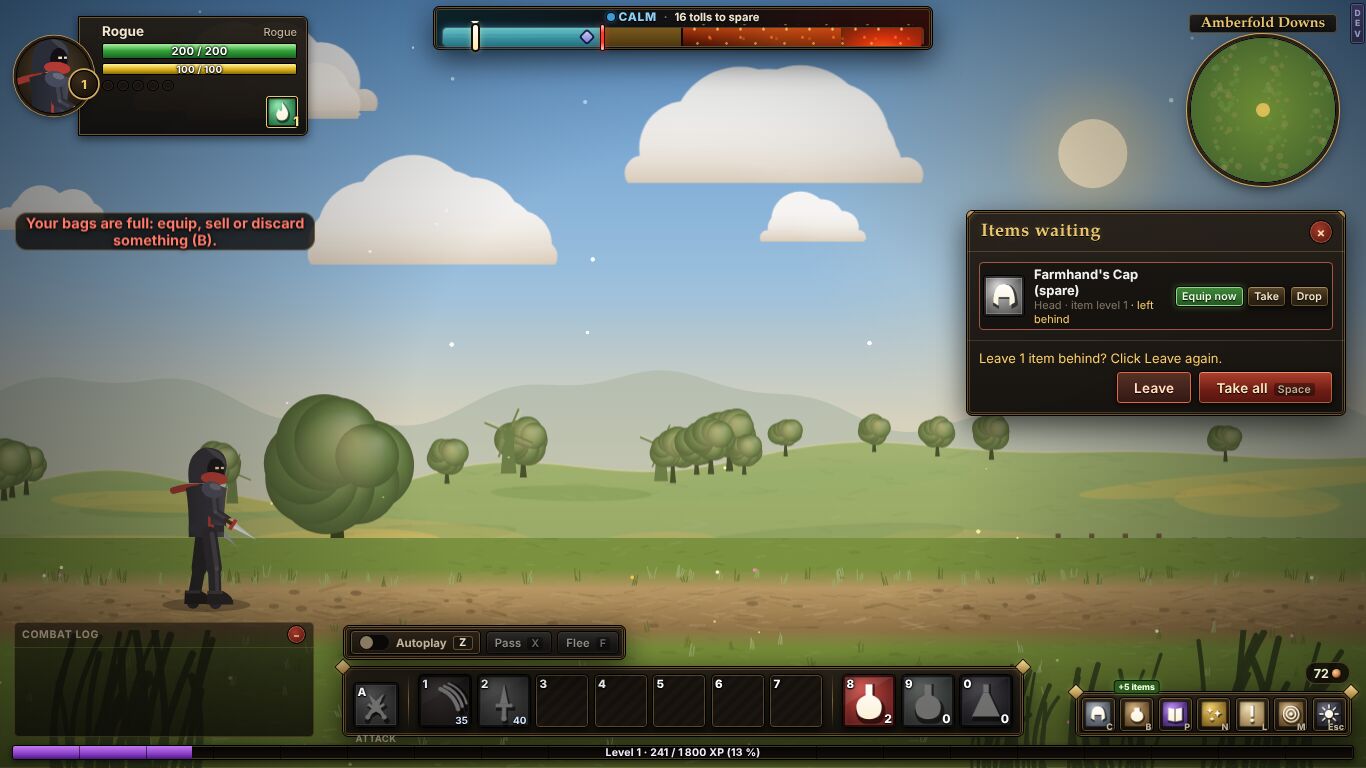 Rogue
Rogue
200 / 200
100 / 100
1
1
CALM · 16 tolls to spare
Amberfold Downs
D
E
V
Your bags are full: equip, sell or discard
something (B).
Items waiting
×
Farmhand's Cap
(spare)
Head · item level 1 · left
behind
Equip now
Take
Drop
Leave 1 item behind? Click Leave again.
Leave
Take all Space
COMBAT LOG
Autoplay Z
Pass X
Flee F
A
ATTACK
1
35
2
40
3
4
5
6
7
8
2
9
0
0
0
72
+5 items
C
B
P
N
L
M
Esc
Level 1 · 241 / 1 800 XP (13 %)